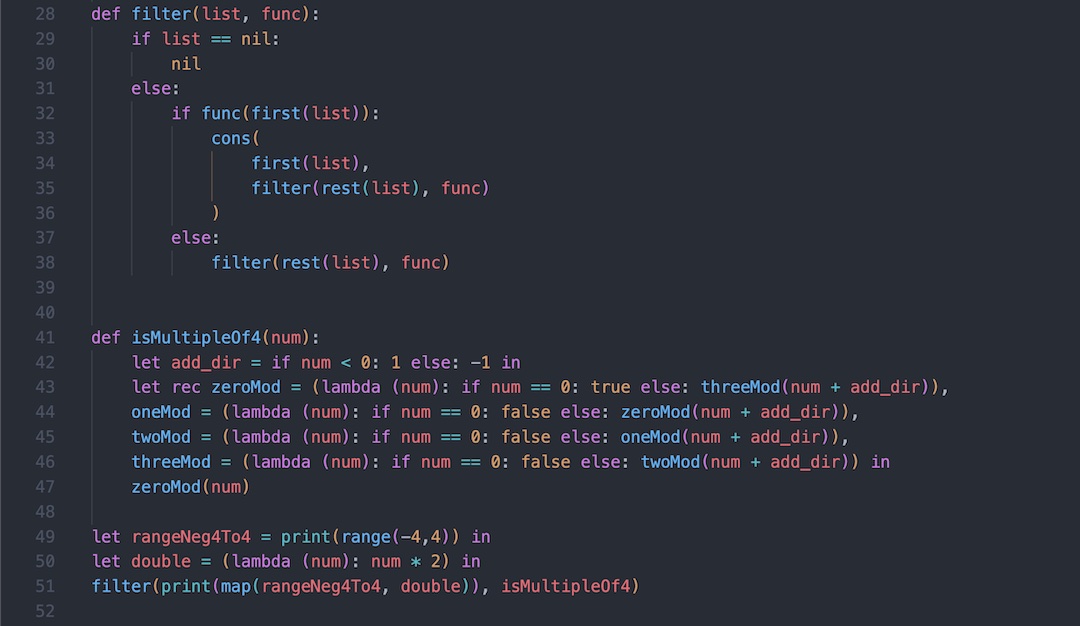 28 def filter(list, func):
29     if list == nil:
30         nil
31     else:
32         if func(first(list)):
33             cons(
34                 first(list),
35                 filter(rest(list), func)
36             )
37         else:
38             filter(rest(list), func)
39
40
41 def isMultipleOf4(num):
42     let add_dir = if num < 0: 1 else: -1 in
43     let rec zeroMod = (lambda (num): if num == 0: true else: threeMod(num + add_dir)),
44     oneMod = (lambda (num): if num == 0: false else: zeroMod(num + add_dir)),
45     twoMod = (lambda (num): if num == 0: false else: oneMod(num + add_dir)),
46     threeMod = (lambda (num): if num == 0: false else: twoMod(num + add_dir)) in
47     zeroMod(num)
48
49 let rangeNeg4To4 = print(range(-4,4)) in
50 let double = (lambda (num): num * 2) in
51 filter(print(map(rangeNeg4To4, double)), isMultipleOf4)
52